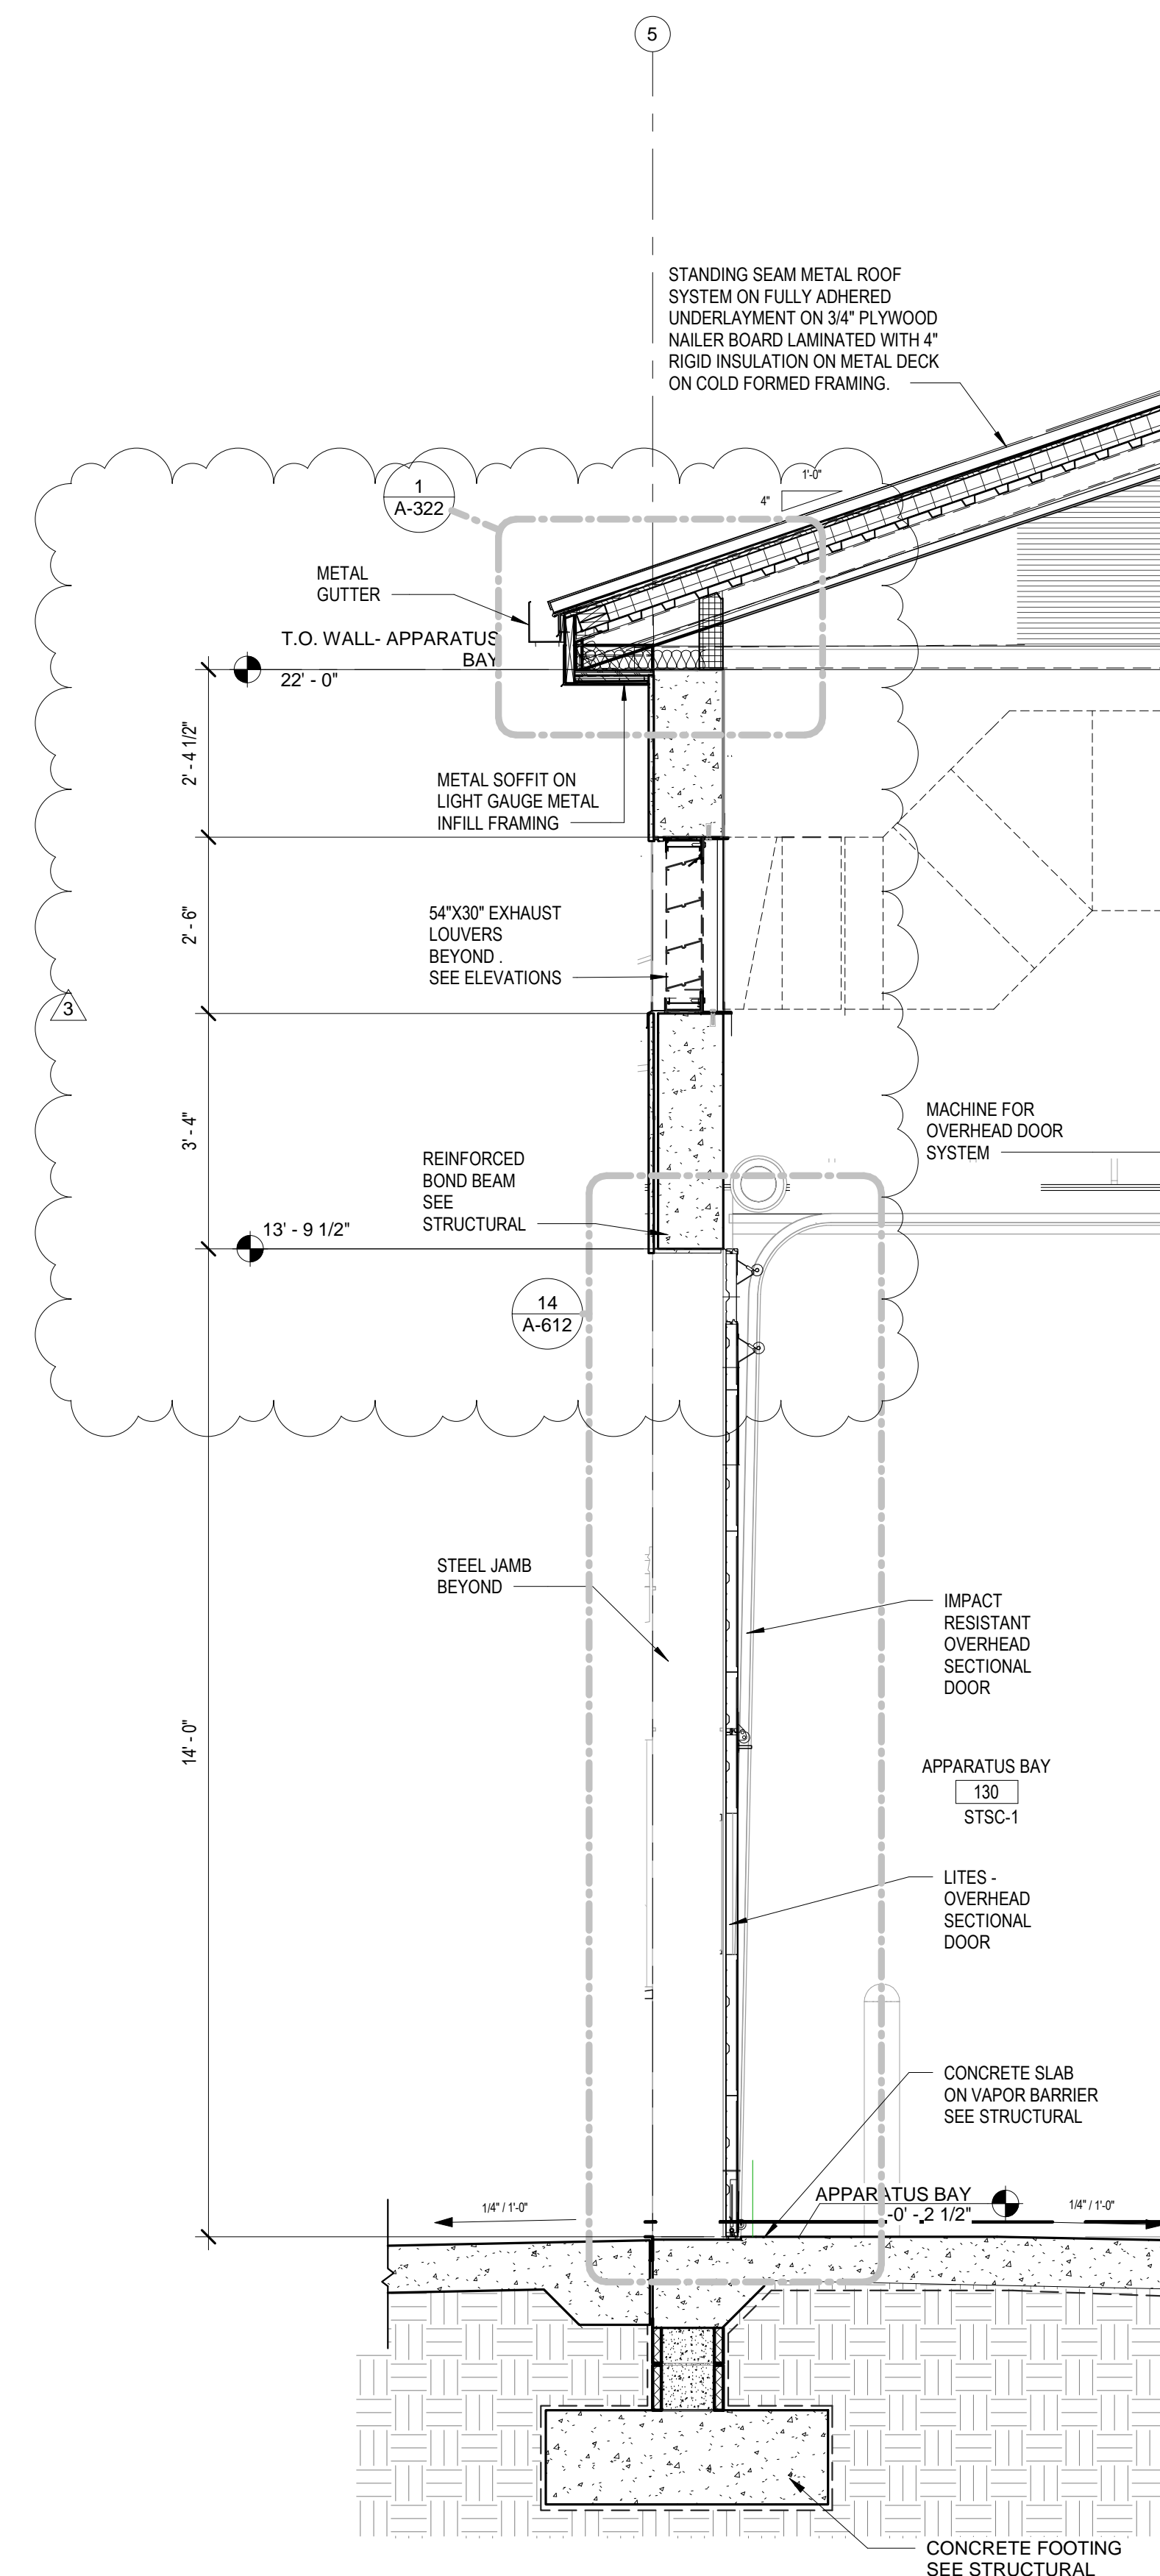 5
STANDING SEAM METAL ROOF
SYSTEM ON FULLY ADHERED
UNDERLAYMENT ON 3/4" PLYWOOD
NAILER BOARD LAMINATED WITH 4"
RIGID INSULATION ON METAL DECK
ON COLD FORMED FRAMING.
1'-0"
4"
1
A-322
METAL
GUTTER
T.O. WALL- APPARATUS
BAY
22' - 0"
2' - 4 1/2"
METAL SOFFIT ON
LIGHT GAUGE METAL
INFILL FRAMING
2' - 6"
54"X30" EXHAUST
LOUVERS
BEYOND .
SEE ELEVATIONS
3
3' - 4"
MACHINE FOR
OVERHEAD DOOR
SYSTEM
REINFORCED
BOND BEAM
SEE
STRUCTURAL
13' - 9 1/2"
14
A-612
STEEL JAMB
BEYOND
IMPACT
RESISTANT
OVERHEAD
SECTIONAL
DOOR
14' - 0"
APPARATUS BAY
130
STSC-1
LITES -
OVERHEAD
SECTIONAL
DOOR
CONCRETE SLAB
ON VAPOR BARRIER
SEE STRUCTURAL
APPARATUS BAY
-0' - 2 1/2"
1/4" / 1'-0"
1/4" / 1'-0"
CONCRETE FOOTING
SEE STRUCTURAL